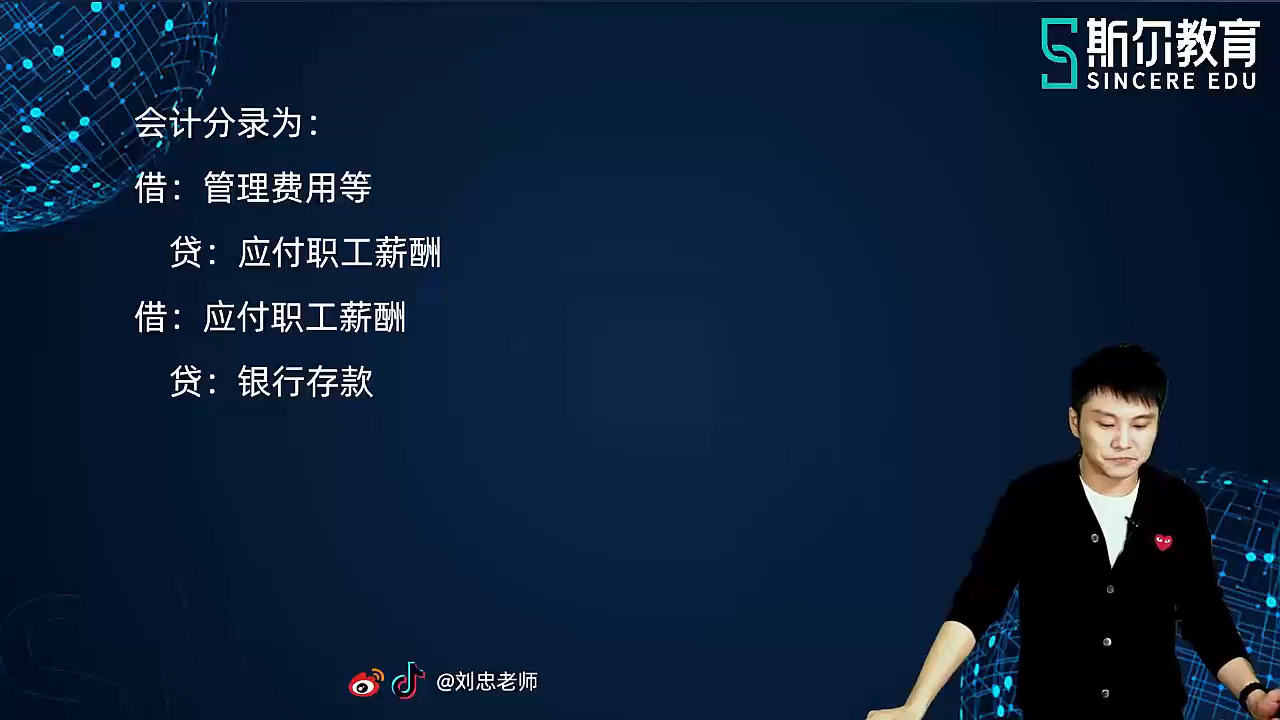 斯尔教育
SINCERE EDU
会计分录为：
借：管理费用等
贷：应付职工薪酬
借：应付职工薪酬
贷：银行存款
@刘忠老师